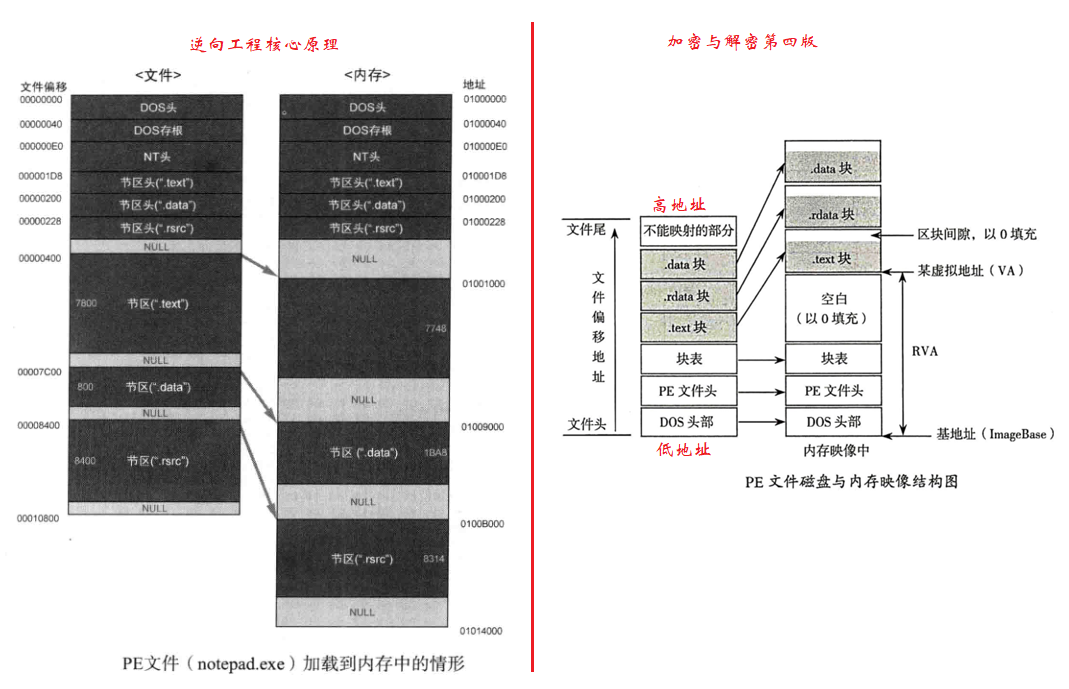 逆向工程核心原理
<文件>
<内存>
文件偏移
地址
00000000
DOS头
DOS头
01000000
00000040
DOS存根
DOS存根
01000040
000000E0
NT头
NT头
010000E0
000001D8
节区头(“.text”)
节区头(“.text”)
010001D8
00000200
节区头(“.data”)
节区头(“.data”)
01000200
00000228
节区头(“.rsrc”)
节区头(“.rsrc”)
01000228
NULL
NULL
00000400
01001000
7800
节区(“.text”)
7748
NULL
00007C00
NULL
800
节区(“.data”)
NULL
00008400
01009000
8400
节区(“.rsrc”)
节区 (“.data”)
1BA8
NULL
NULL
00010800
0100B000
节区(“.rsrc”)
8314
NULL
01014000
PE文件（notepad.exe）加载到内存中的情形
加密与解密第四版
高地址
文件尾
不能映射的部分
.data 块
.rdata 块
.text 块
块表
PE 文件头
文件头
DOS 头部
低地址
文件偏移地址
.data 块
.rdata 块
区块间隙，以 0 填充
.text 块
某虚拟地址（VA）
空白
（以 0 填充）
RVA
块表
PE 文件头
DOS 头部
基地址（ImageBase）
内存映像中
PE 文件磁盘与内存映像结构图